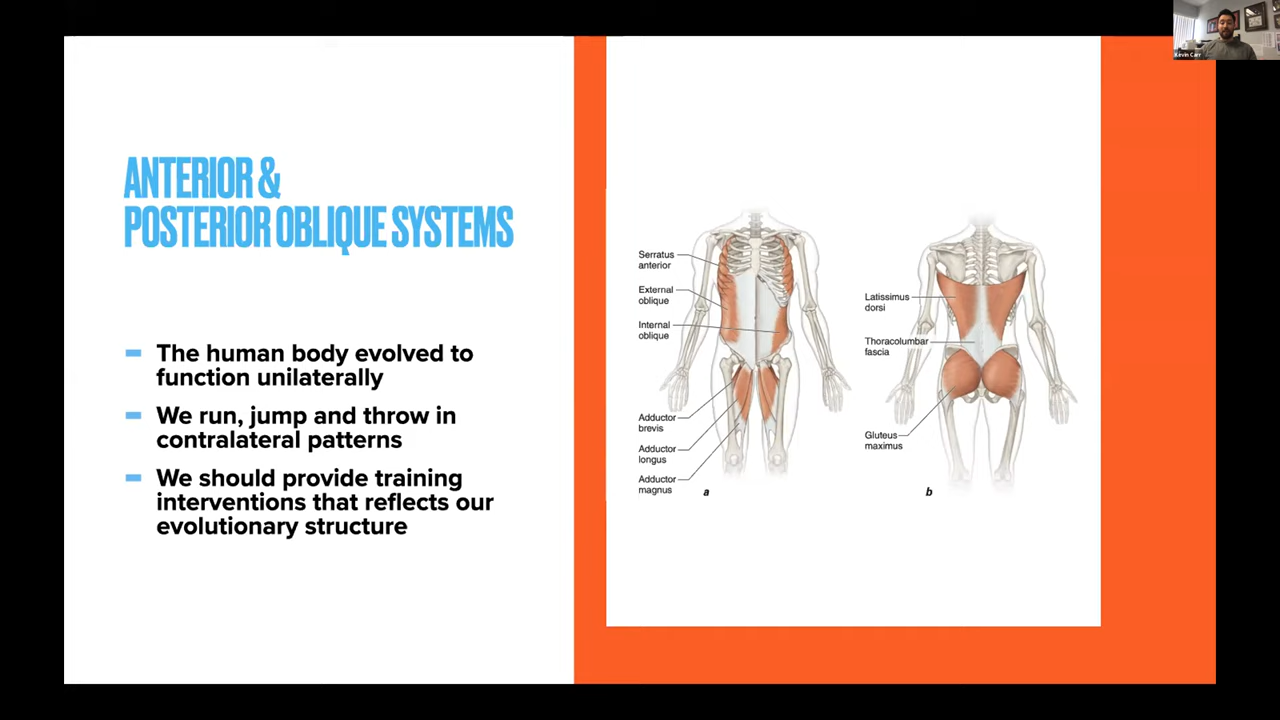 Kevin Carr
ANTERIOR &
POSTERIOR OBLIQUE SYSTEMS
The human body evolved to
function unilaterally
We run, jump and throw in
contralateral patterns
We should provide training
interventions that reflects our
evolutionary structure
Serratus
anterior
External
oblique
Internal
oblique
Adductor
brevis
Adductor
longus
Adductor
magnus
a
Latissimus
dorsi
Thoracolumbar
fascia
Gluteus
maximus
b